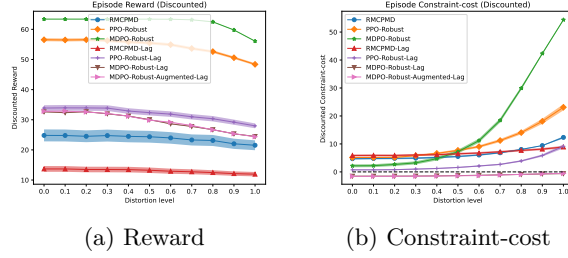 Episode Reward (Discounted)
Discounted Reward
60
50
40
30
20
10
RMCPMD
PPO-Robust
MDPO-Robust
RMCPMD-Lag
PPO-Robust-Lag
MDPO-Robust-Lag
MDPO-Robust-Augmented-Lag
0.0 0.1 0.2 0.3 0.4 0.5 0.6 0.7 0.8 0.9 1.0
Distortion level
(a) Reward
Episode Constraint-cost (Discounted)
Discounted Constraint-cost
50
40
30
20
10
0
RMCPMD
PPO-Robust
MDPO-Robust
RMCPMD-Lag
PPO-Robust-Lag
MDPO-Robust-Lag
MDPO-Robust-Augmented-Lag
0.0 0.1 0.2 0.3 0.4 0.5 0.6 0.7 0.8 0.9 1.0
Distortion level
(b) Constraint-cost